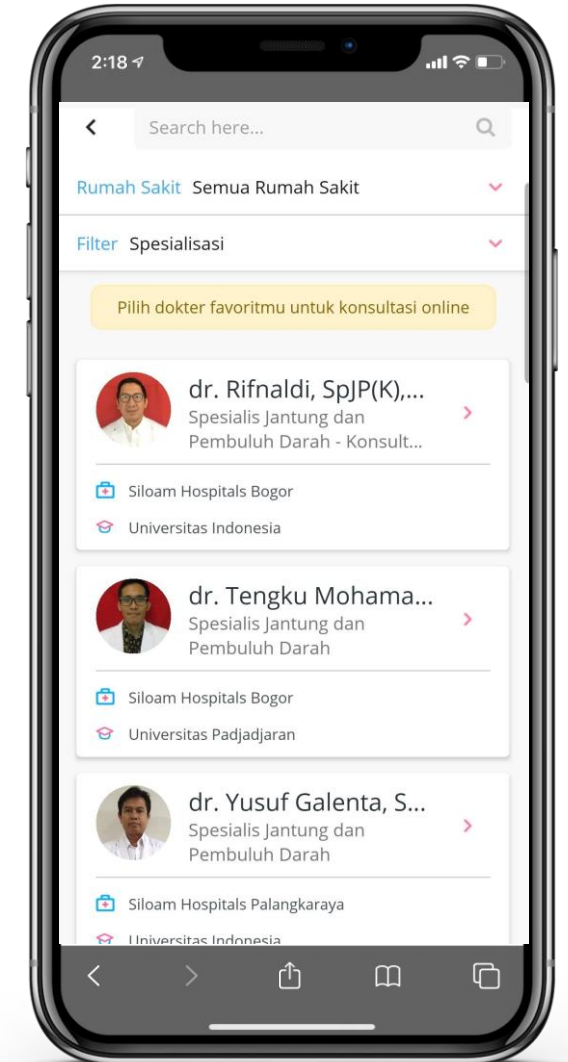 2:18
Search here...
Rumah Sakit Semua Rumah Sakit
Filter Spesialisasi
Pilih dokter favoritmu untuk konsultasi online
dr. Rifnaldi, SpJP(K),...
Spesialis Jantung dan
Pembuluh Darah - Konsult...
Siloam Hospitals Bogor
Universitas Indonesia
dr. Tengku Mohama...
Spesialis Jantung dan
Pembuluh Darah
Siloam Hospitals Bogor
Universitas Padjadjaran
dr. Yusuf Galenta, S...
Spesialis Jantung dan
Pembuluh Darah
Siloam Hospitals Palangkaraya
Universitas Indonesia